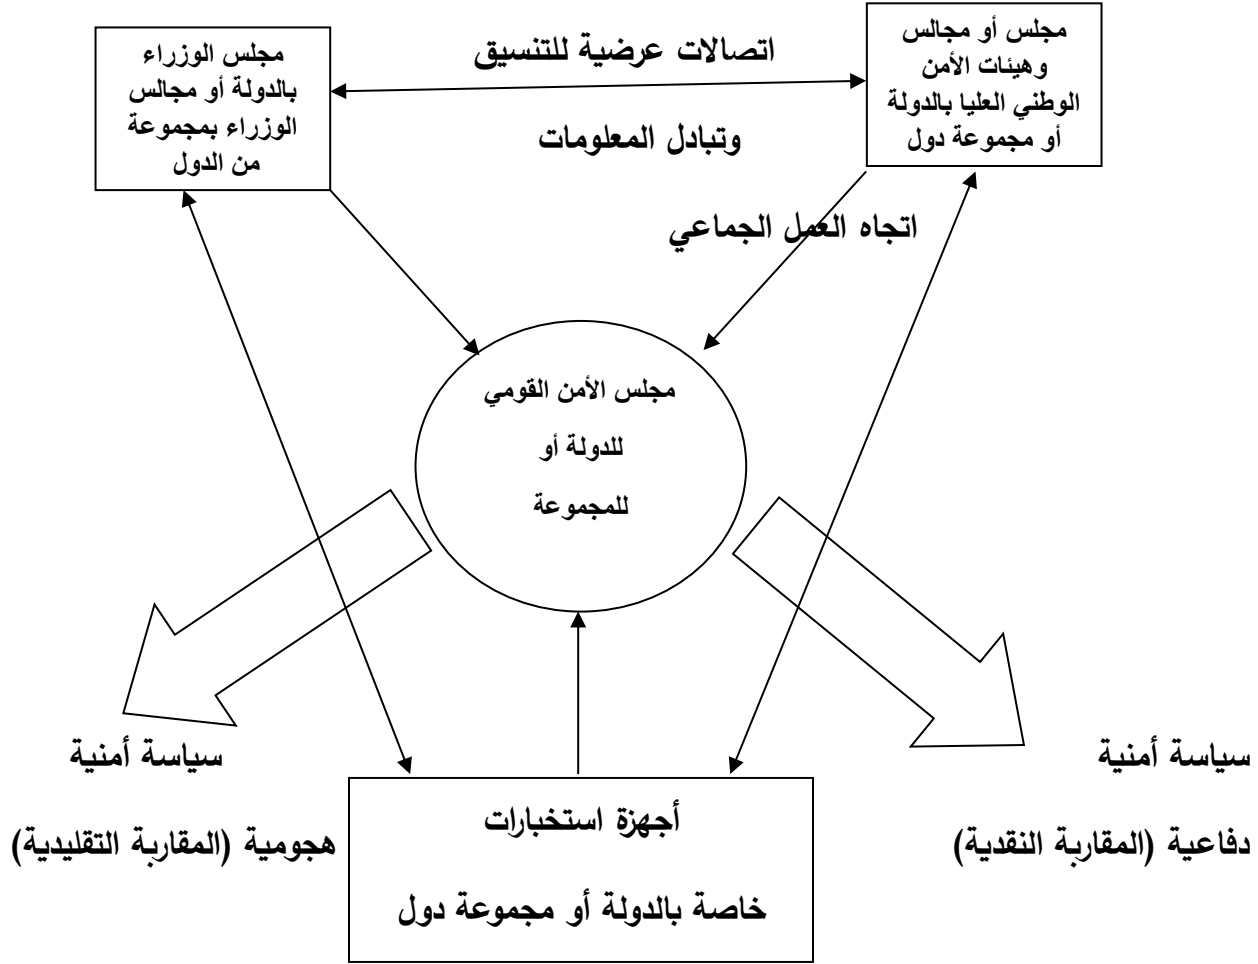 مجلس أو مجالس
وهيئات الأمن
الوطني العليا بالدولة
أو مجموعة دول
اتصالات عرضية للتنسيق
وتبادل المعلومات
مجلس الوزراء
بالدولة أو مجالس
الوزراء بمجموعة
من الدول
اتجاه العمل الجماعي
مجلس الأمن القومي
للدولة أو
للمجموعة
سياسة أمنية
دفاعية (المقاربة النقدية)
سياسة أمنية
هجومية (المقاربة التقليدية)
أجهزة استخبارات
خاصة بالدولة أو مجموعة دول